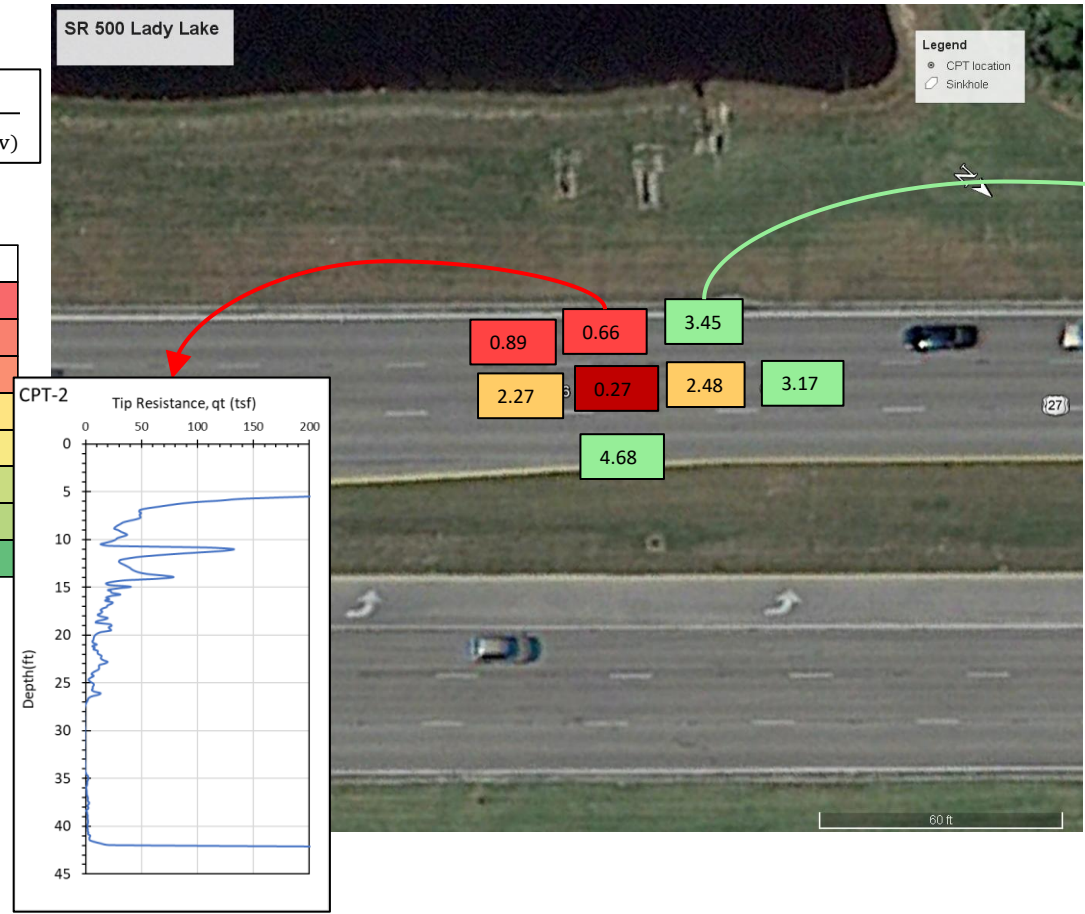 SR 500 Lady Lake
Legend
CPT location
Sinkhole
v)
N
3.45
0.66
0.89
3.17
2.48
0.27
2.27
6
27
4.68
CPT-2
Tip Resistance, qt (tsf)
0 50 100 150 200
0
5
10
15
20
25
30
35
40
45
Depth(ft)
60 ft